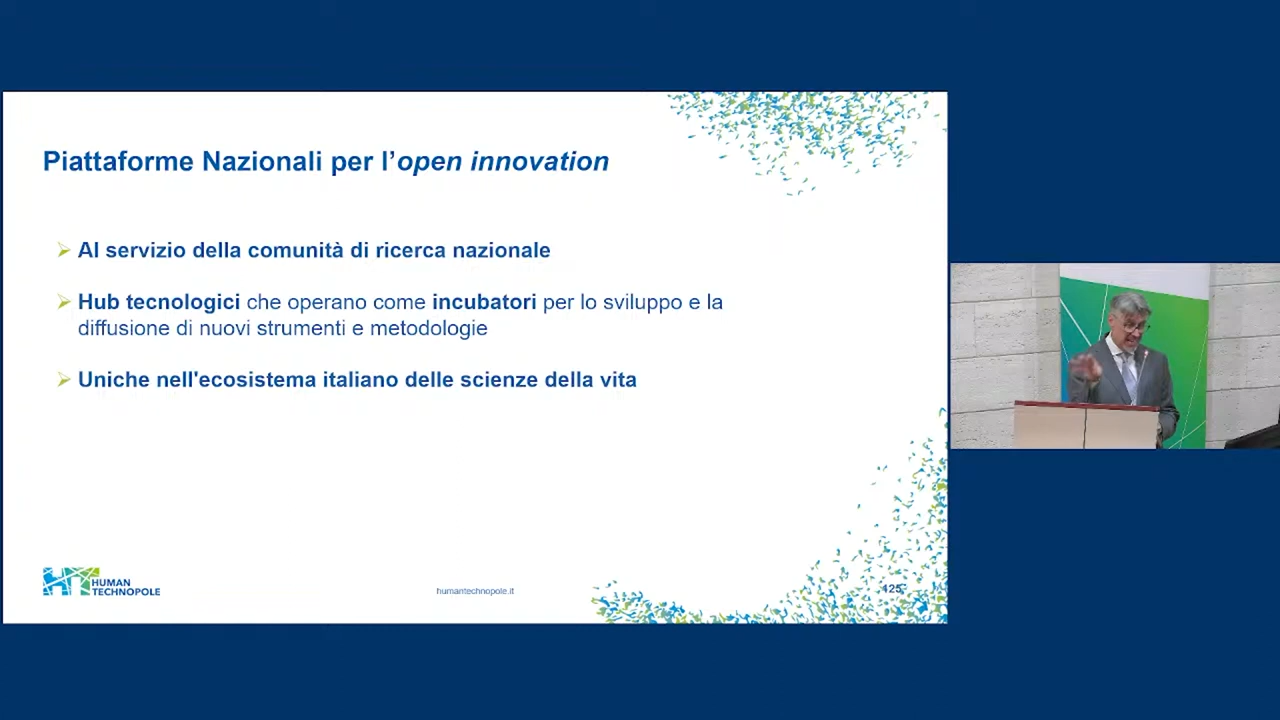 Piattaforme Nazionali per l’open innovation
Al servizio della comunità di ricerca nazionale
Hub tecnologici che operano come incubatori per lo sviluppo e la
diffusione di nuovi strumenti e metodologie
Uniche nell'ecosistema italiano delle scienze della vita
HT HUMAN
TECHNOPOLE
humantechnopole.it
125